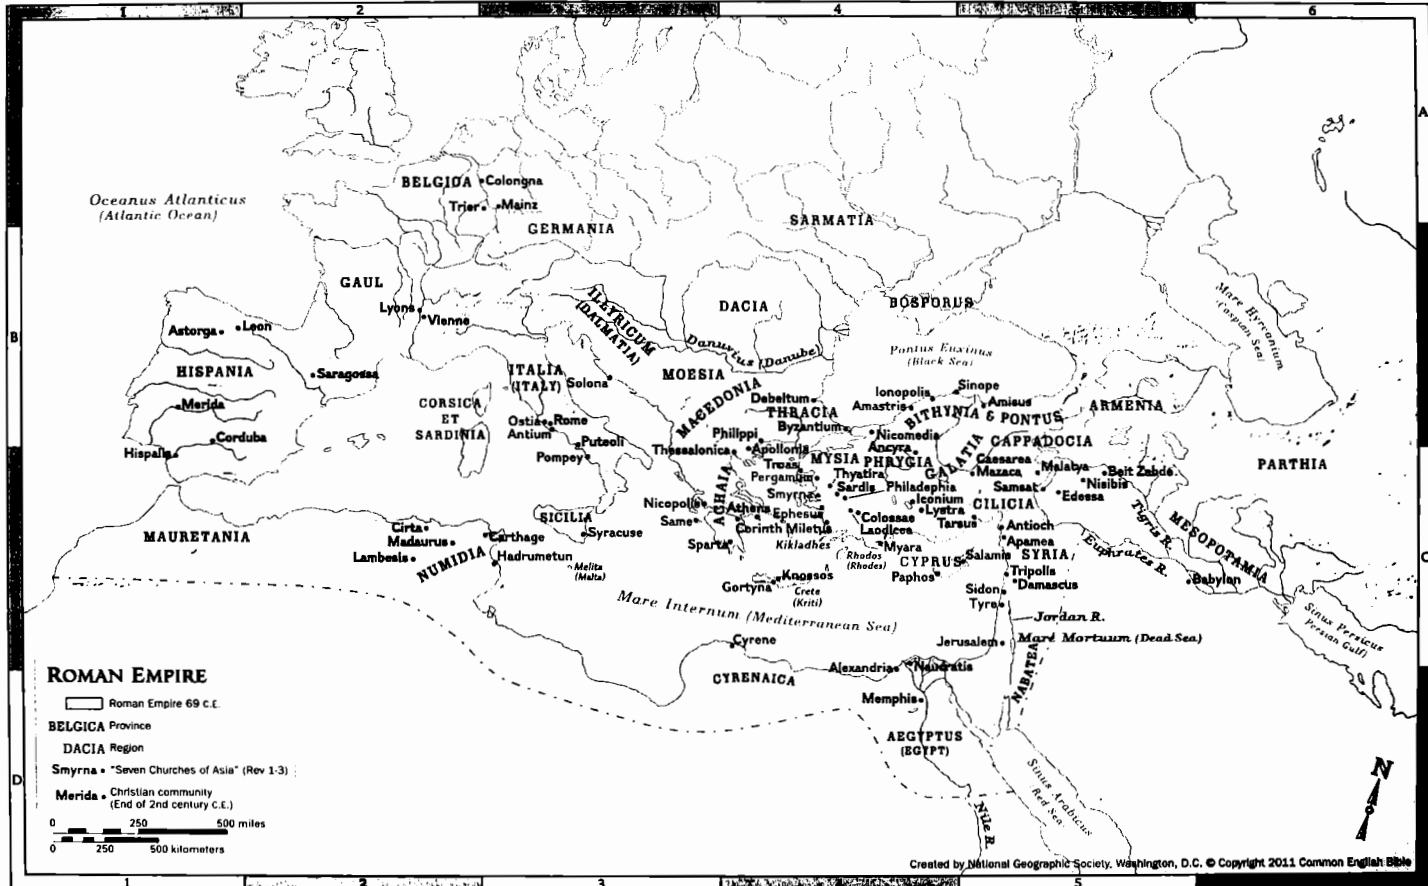 1 2 4 5 6
A
BELGICA
Colongna
Trier
Mainz
Oceanus Atlanticus
(Atlantic Ocean)
SARMATIA
GERMANIA
GAUL
ILLYRICUM
(DALMATIA)
DACIA
BOSPORUS
Mare Hyrcanium
(Caspian Sea)
Lyons
Vienne
B
Astorga
Leon
Danuvius (Danube)
Pontus Euxinus
(Black Sea)
HISPANIA
Saragossa
ITALIA
(ITALY)
Solona
MOESIA
MACEDONIA
Ionopolis
Sinope
Debeltum
Amastris
Amisus
BITHYNIA & PONTUS
ARMENIA
CORSICA
ET
SARDINIA
Merida
THRACIA
Byzantium
Ostia
Rome
Antium
Corduba
Puteoli
Philippi
Nicomedia
Ancyra
GALATIA
CAPPADOCIA
Hispalis
Pompey
Thessalonica
Apollonia
Troas
MYSIA
PHRYGIA
Caesarea
Mazaca
Malatya
Beit Zabde
PARTHIA
Pergamum
Thyatira
Sardis
Philadephia
Samsat
Nisibis
Edessa
ACHAIA
Smyrna
Iconium
Lystra
CILICIA
Nicopolis
Athens
Ephesus
Colossae
Laodicea
Tarsus
Tigris R.
MESOPOTAMIA
MAURETANIA
Cirta
Madaurus
Carthage
SICILIA
Syracuse
Same
Corinth
Miletus
Antioch
Apamea
Lambesis
NUMIDIA
Hadrumetun
Sparta
Kikladhes
Myara
Rhodos
(Rhodes)
CYPRUS
Salamis
SYRIA
Euphrates R.
C
Melita
(Malta)
Gortyna
Knossos
Crete
(Kriti)
Paphos
Tripolis
Damascus
Babylon
Sidon
Tyre
Mare Internum (Mediterranean Sea)
Jordan R.
Sinus Persicus
Persian Gulf)
Cyrene
Jerusalem
Mare Mortuum (Dead Sea)
Alexandria
Naucratis
NABATEA
CYRENAICA
Memphis
AEGYPTUS
(EGYPT)
Sinus Arabicus
Red Sea
Nile R.
ROMAN EMPIRE
Roman Empire 69 C.E.
BELGICA Province
DACIA Region
D
Smyrna • "Seven Churches of Asia" (Rev 1-3)
Merida • Christian community
(End of 2nd century C.E.)
0 250 500 miles
0 250 500 kilometers
N
Created by National Geographic Society, Washington, D.C. © Copyright 2011 Common English Bible
1 2 3 5